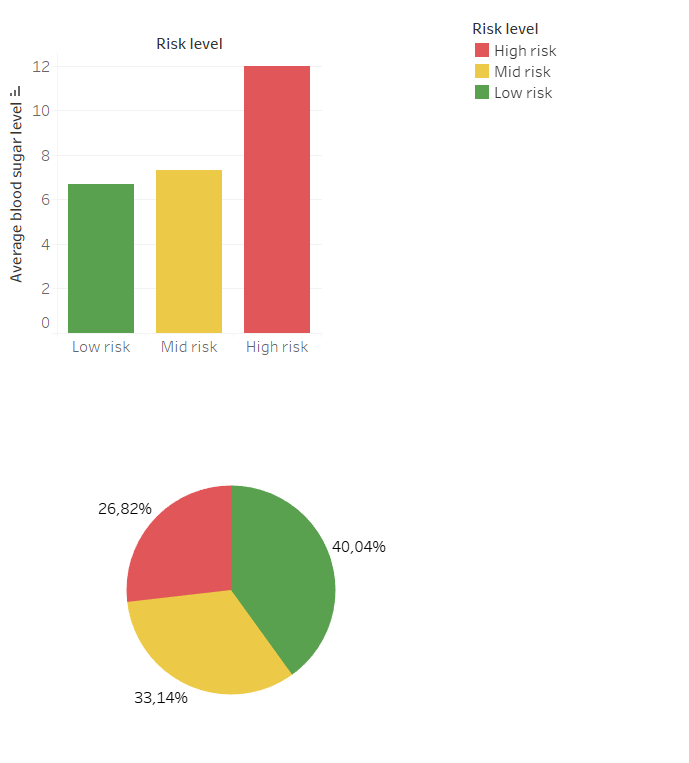 Risk level
Average blood sugar level
12
10
8
6
4
2
0
Low risk
Mid risk
High risk
Risk level
High risk
Mid risk
Low risk
26,82%
40,04%
33,14%